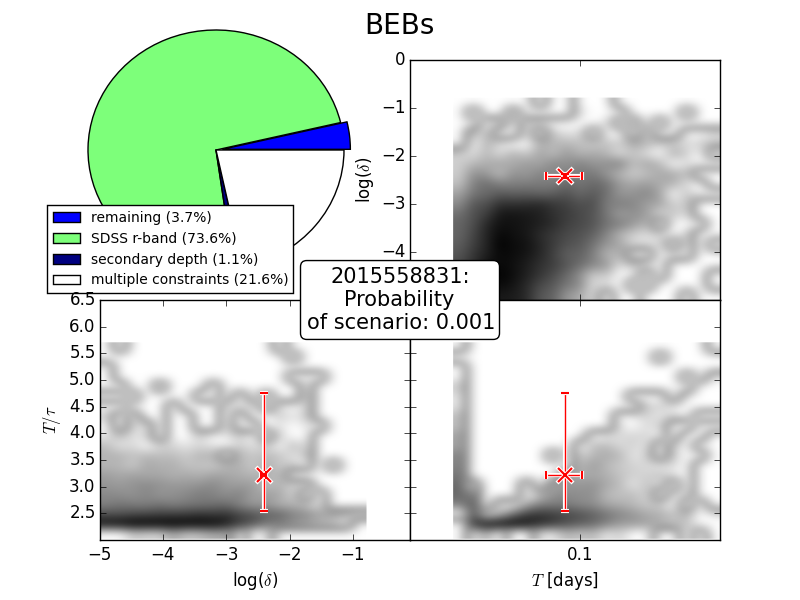 BEBs
remaining (3.7%)
SDSS r-band (73.6%)
secondary depth (1.1%)
multiple constraints (21.6%)
0
−1
−2
−3
−4
log(δ)
2015558831:
Probability
of scenario: 0.001
6.5
6.0
5.5
5.0
4.5
4.0
3.5
3.0
2.5
T/τ
−5 −4 −3 −2 −1
log(δ)
0.1
T [days]